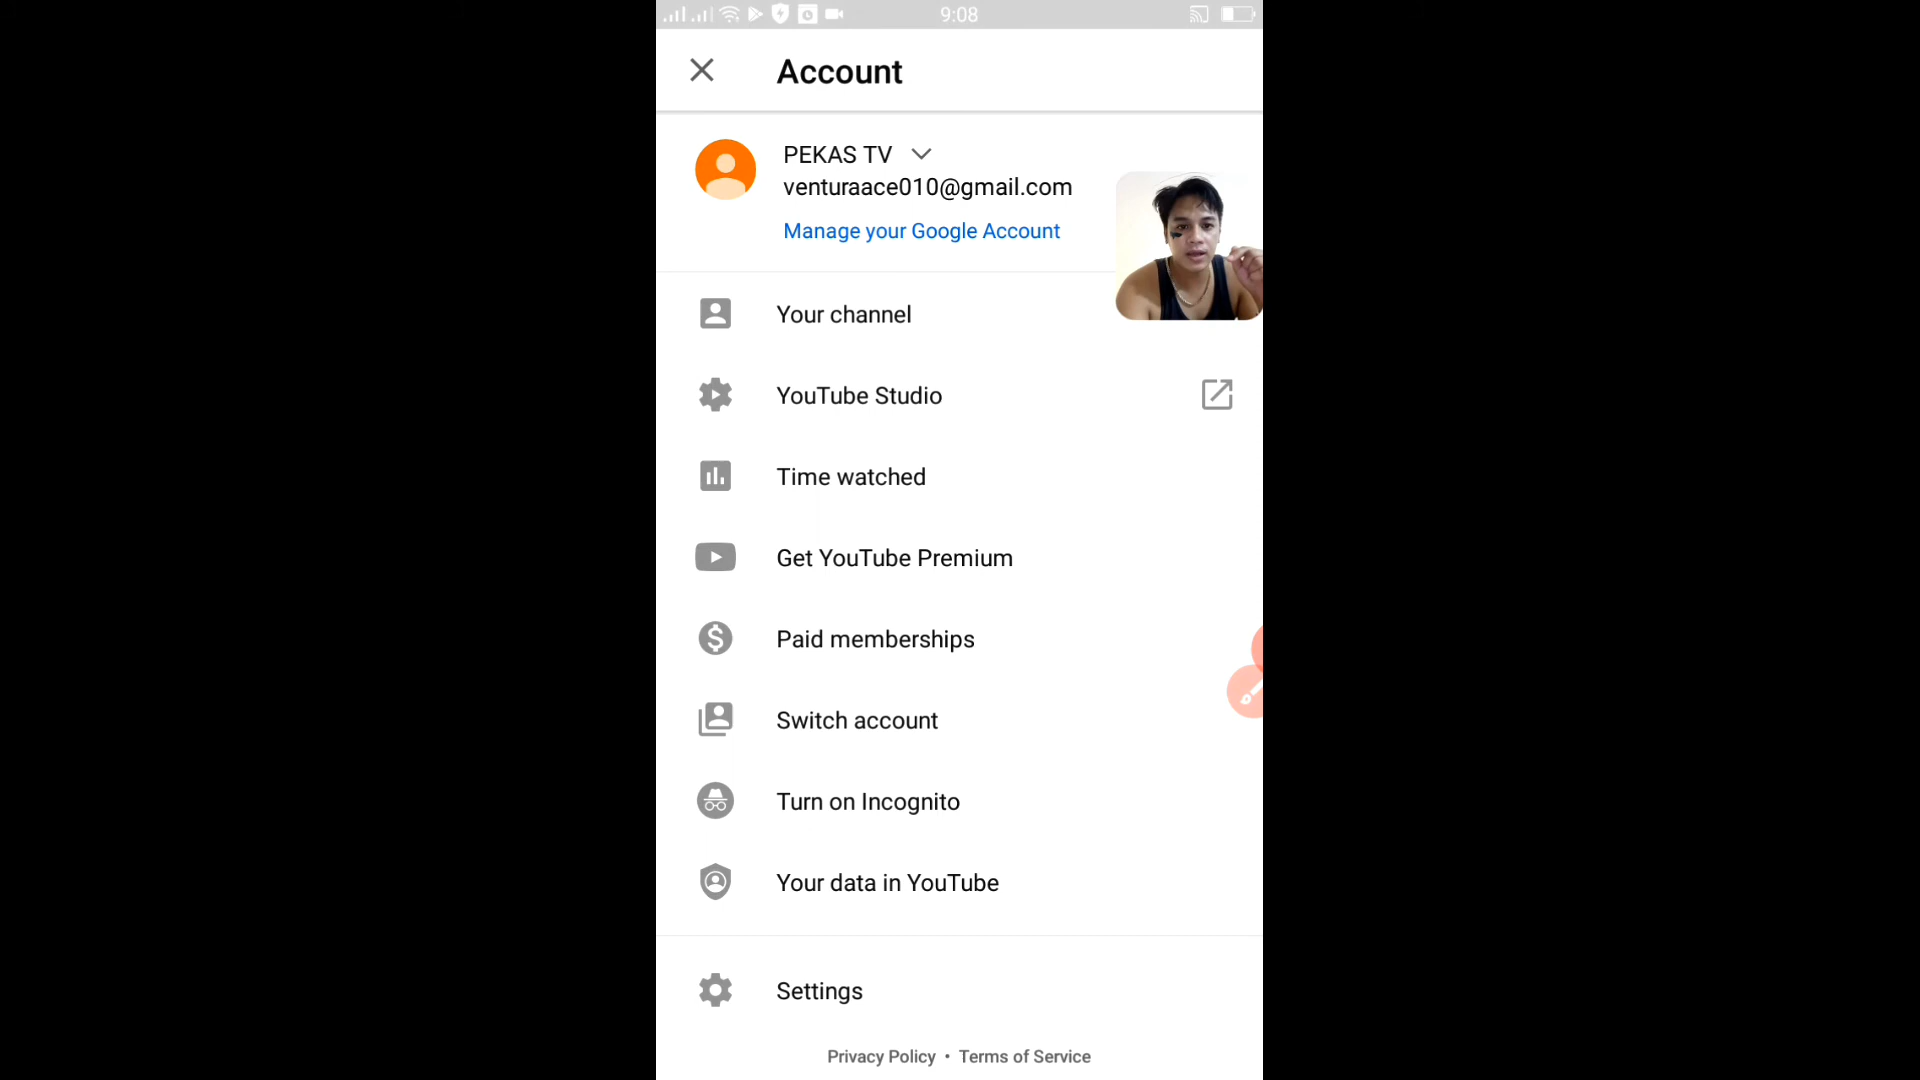 9:08
Account
PEKAS TV
venturaace010@gmail.com
Manage your Google Account
Your channel
YouTube Studio
Time watched
Get YouTube Premium
Paid memberships
Switch account
Turn on Incognito
Your data in YouTube
Settings
Privacy Policy • Terms of Service